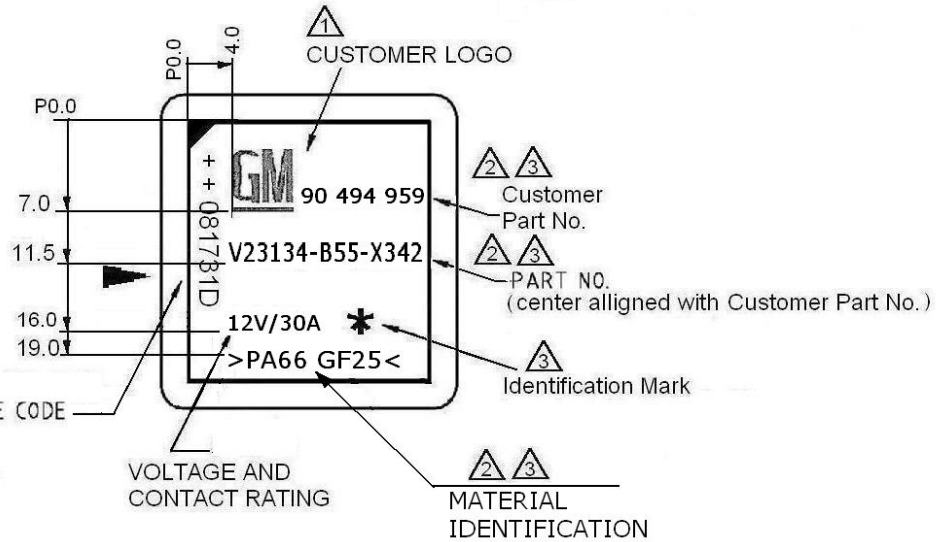 1
CUSTOMER LOGO
P0.0
4.0
P0.0
7.0
11.5
16.0
19.0
GM
90 494 959
V23134-B55-X342
12V/30A *
>PA66 GF25<
++081731D
2 3
Customer
Part No.
2 3
PART NO.
(center alligned with Customer Part No.)
3
Identification Mark
E CODE
VOLTAGE AND
CONTACT RATING
2 3
MATERIAL
IDENTIFICATION